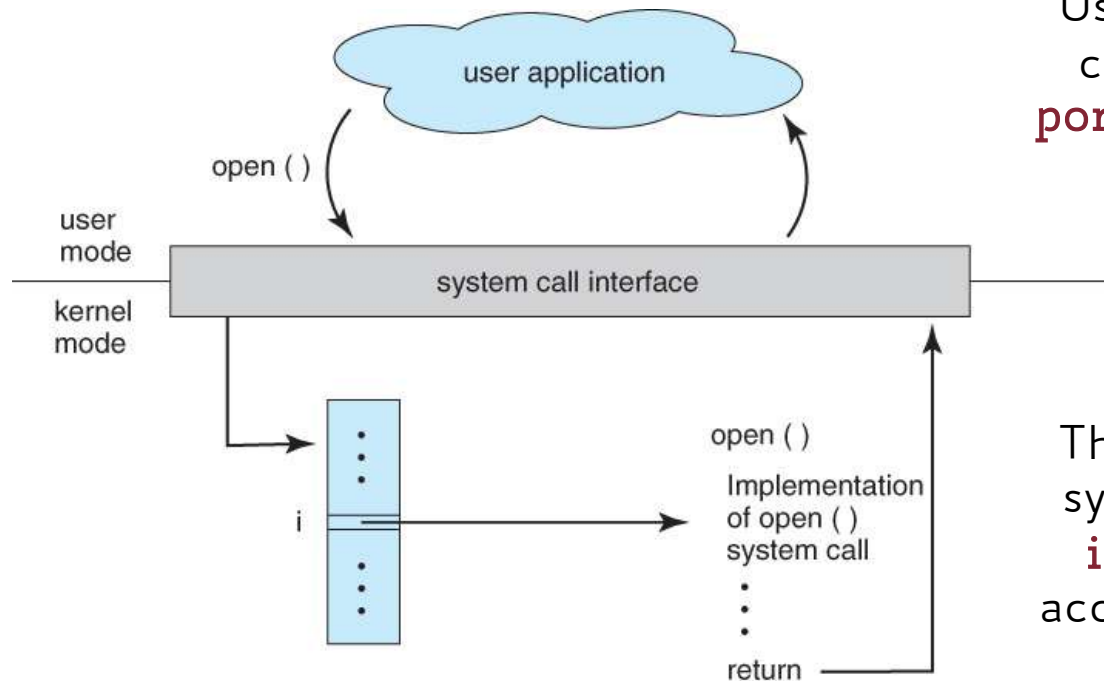 user application
open ( )
user
mode
system call interface
kernel
mode
i
open ( )
Implementation
of open ( )
system call
return